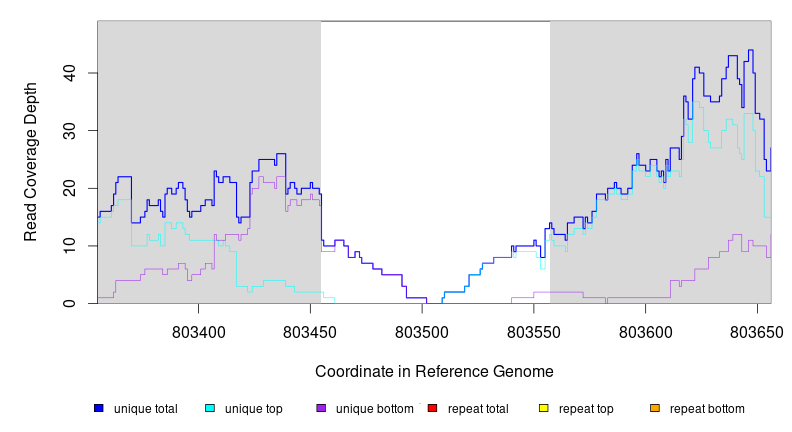 Read Coverage Depth
40
30
20
10
0
803400 803450 803500 803550 803600 803650
Coordinate in Reference Genome
unique total unique top unique bottom repeat total repeat top repeat bottom